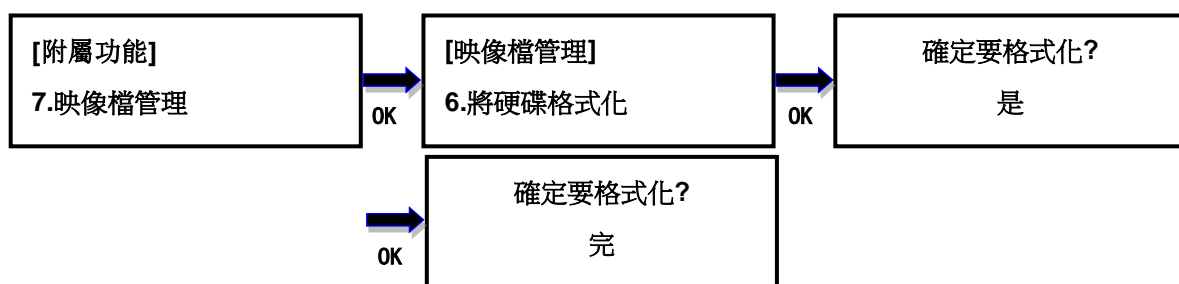 [附屬功能]
7.映像檔管理
OK
[映像檔管理]
6.將硬碟格式化
OK
確定要格式化?
是
OK
確定要格式化?
完